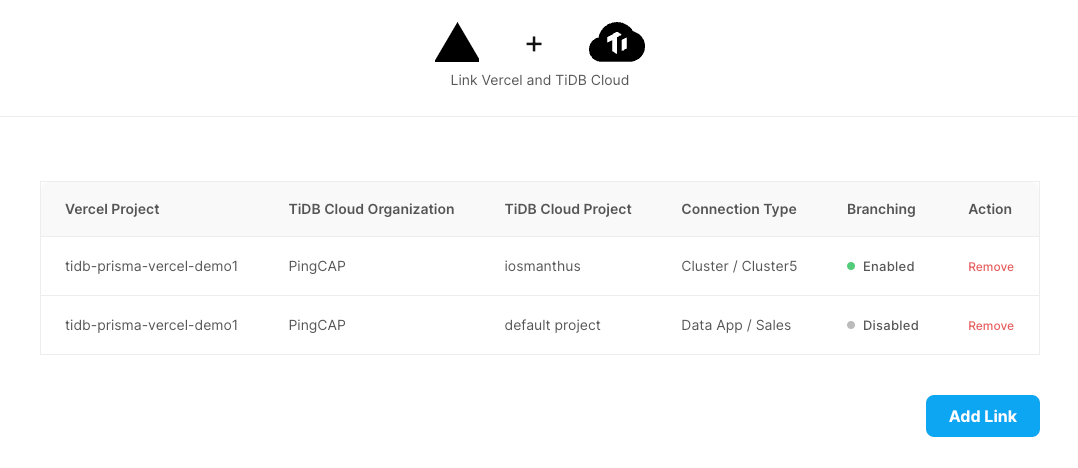 +
Ti
Link Vercel and TiDB Cloud
Vercel Project TiDB Cloud Organization TiDB Cloud Project Connection Type Branching Action
tidb-prisma-vercel-demo1 PingCAP iosmanthus Cluster / Cluster5 Enabled Remove
tidb-prisma-vercel-demo1 PingCAP default project Data App / Sales Disabled Remove
Add Link